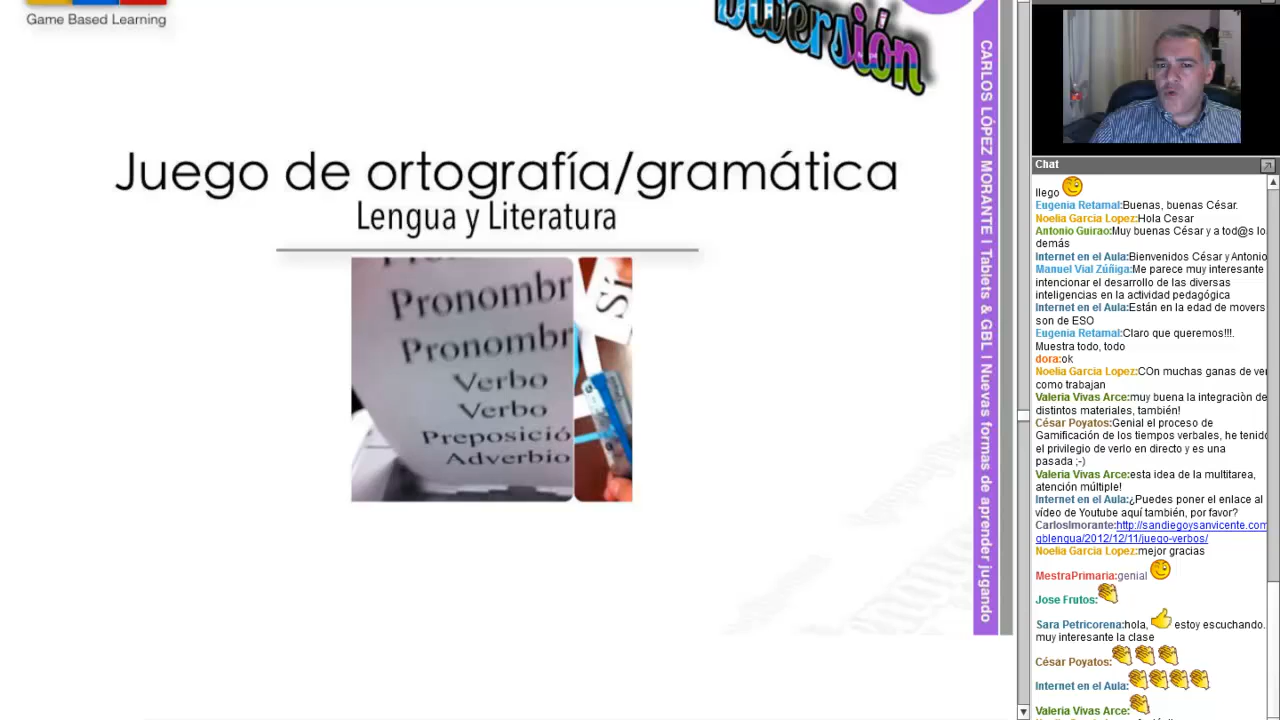 Game Based Learning
Diversión
Juego de ortografía/gramática
Lengua y Literatura
Pronombr
Pronombr
Verbo
Verbo
Preposició
Adverbio
Sí
CARLOS LÓPEZ MORANTE I Tablets & GBL I Nuevas formas de aprender jugando
Chat
llego
Eugenia Retamal:Buenas, buenas César.
Noelia Garcia Lopez:Hola Cesar
Antonio Guirao:Muy buenas César y a tod@s lo
demás
Internet en el Aula:Bienvenidos César y Antonio
Manuel Vial Zúñiga:Me parece muy interesante
intencionar el desarrollo de las diversas
inteligencias en la actividad pedagógica
Internet en el Aula:Están en la edad de movers
son de ESO
Eugenia Retamal:Claro que queremos!!!.
Muestra todo, todo
dora:ok
Noelia Garcia Lopez:COn muchas ganas de ver
como trabajan
Valeria Vivas Arce:muy buena la integraciòn de
distintos materiales, también!
César Poyatos:Genial el proceso de
Gamificación de los tiempos verbales, he tenido
el privilegio de verlo en directo y es una
pasada ;-)
Valeria Vivas Arce:esta idea de la multitarea,
atención múltiple!
Internet en el Aula:¿Puedes poner el enlace al
vídeo de Youtube aquí también, por favor?
Carloslmorante:http://sandiegoysanvicente.com
gblengua/2012/12/11/juego-verbos/
Noelia Garcia Lopez:mejor gracias
MestraPrimaria:genial
Jose Frutos:
Sara Petricorena:hola, estoy escuchando.
muy interesante la clase
César Poyatos:
Internet en el Aula:
Valeria Vivas Arce: